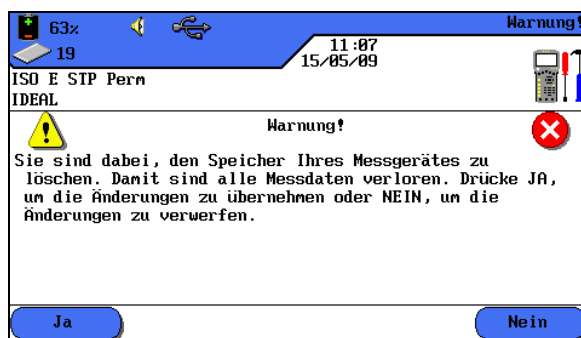 63%
Warnung!
19
11:07
15/05/09
ISO E STP Perm
IDEAL
Warnung!
Sie sind dabei, den Speicher Ihres Messgerätes zu
löschen. Damit sind alle Messdaten verloren. Drücke JA,
um die Änderungen zu übernehmen oder NEIN, um die
Änderungen zu verwerfen.
Ja
Nein